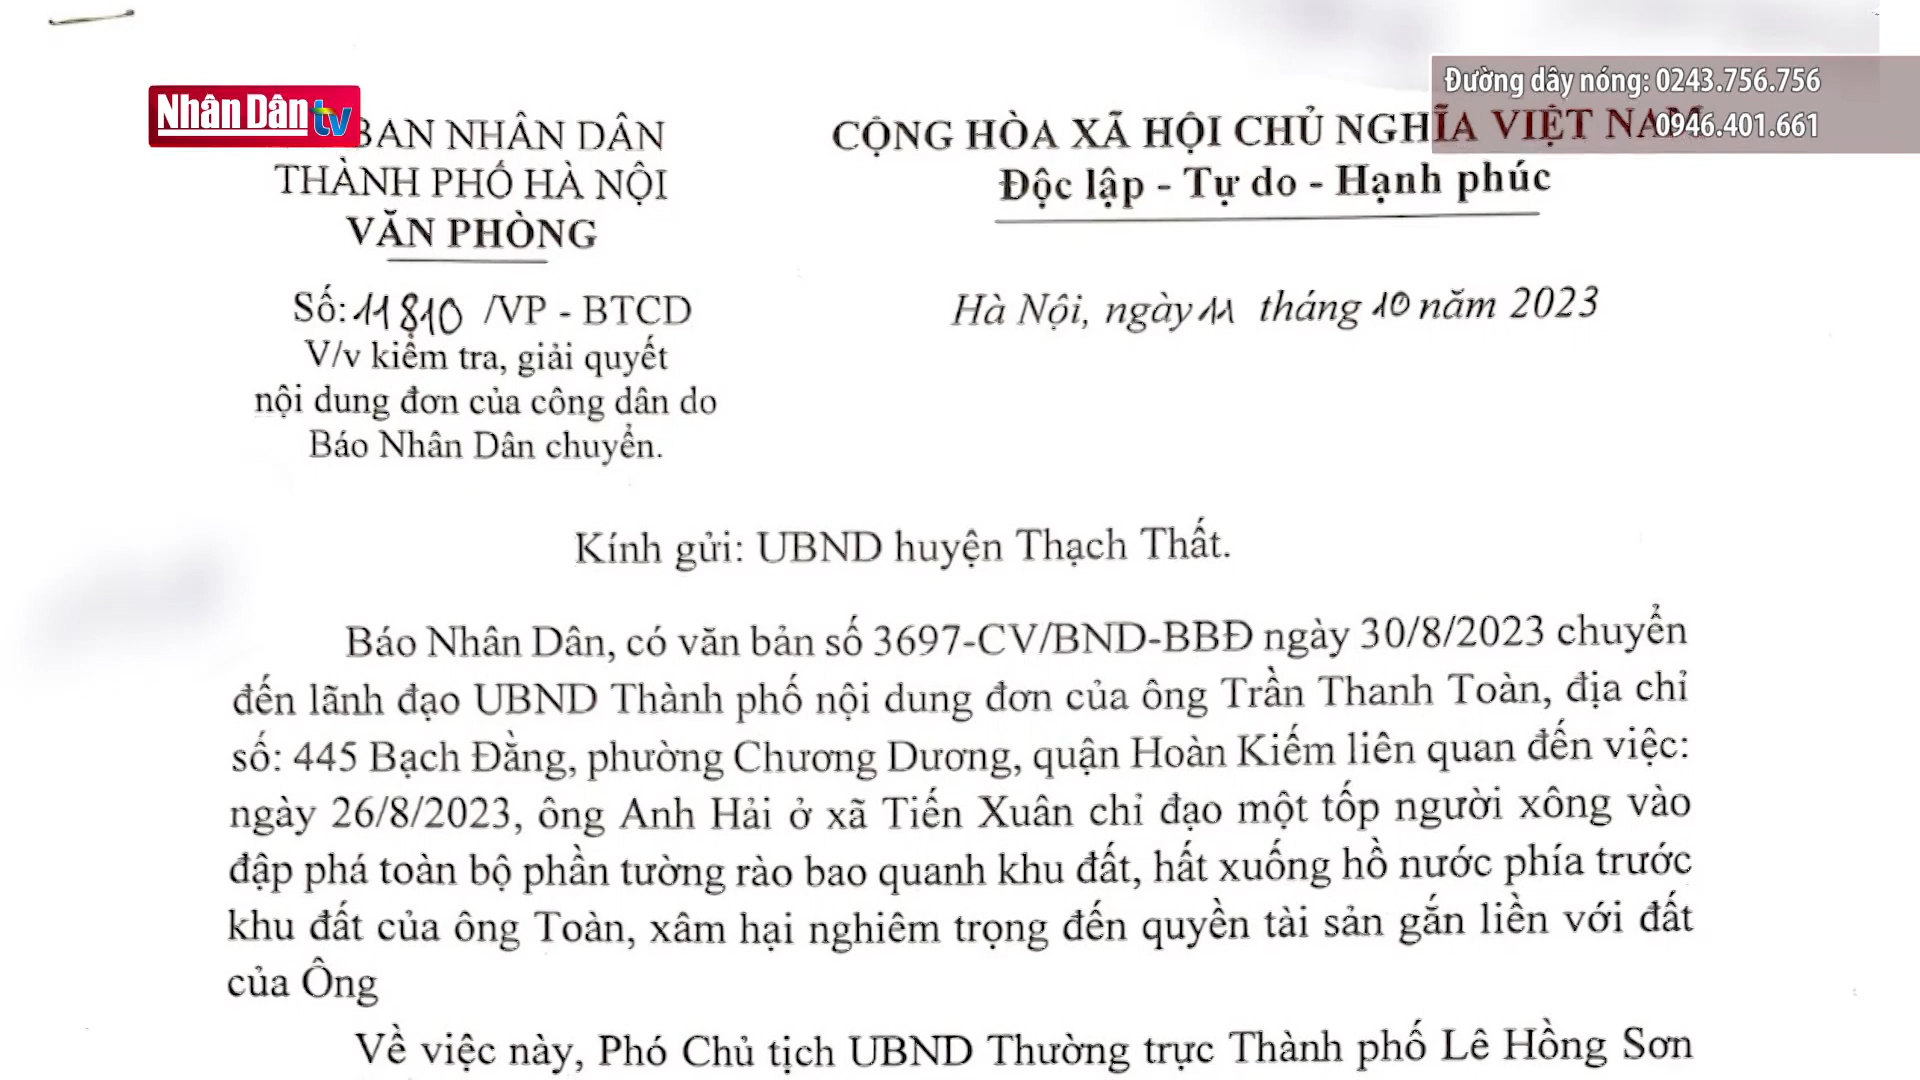 Đường dây nóng: 0243.756.756
0946.401.661
Nhân Dân tv
BAN NHÂN DÂN
THÀNH PHỐ HÀ NỘI
VĂN PHÒNG
CỘNG HÒA XÃ HỘI CHỦ NGHĨA VIỆT NAM
Độc lập - Tự do - Hạnh phúc
Số: 11810 /VP - BTCD
V/v kiểm tra, giải quyết
nội dung đơn của công dân do
Báo Nhân Dân chuyển.
Hà Nội, ngày 11 tháng 10 năm 2023
Kính gửi: UBND huyện Thạch Thất.
Báo Nhân Dân, có văn bản số 3697-CV/BND-BBĐ ngày 30/8/2023 chuyển
đến lãnh đạo UBND Thành phố nội dung đơn của ông Trần Thanh Toàn, địa chỉ
số: 445 Bạch Đằng, phường Chương Dương, quận Hoàn Kiếm liên quan đến việc:
ngày 26/8/2023, ông Anh Hải ở xã Tiến Xuân chỉ đạo một tốp người xông vào
đập phá toàn bộ phần tường rào bao quanh khu đất, hất xuống hồ nước phía trước
khu đất của ông Toàn, xâm hại nghiêm trọng đến quyền tài sản gắn liền với đất
của Ông
Về việc này, Phó Chủ tịch UBND Thường trực Thành phố Lê Hồng Sơn